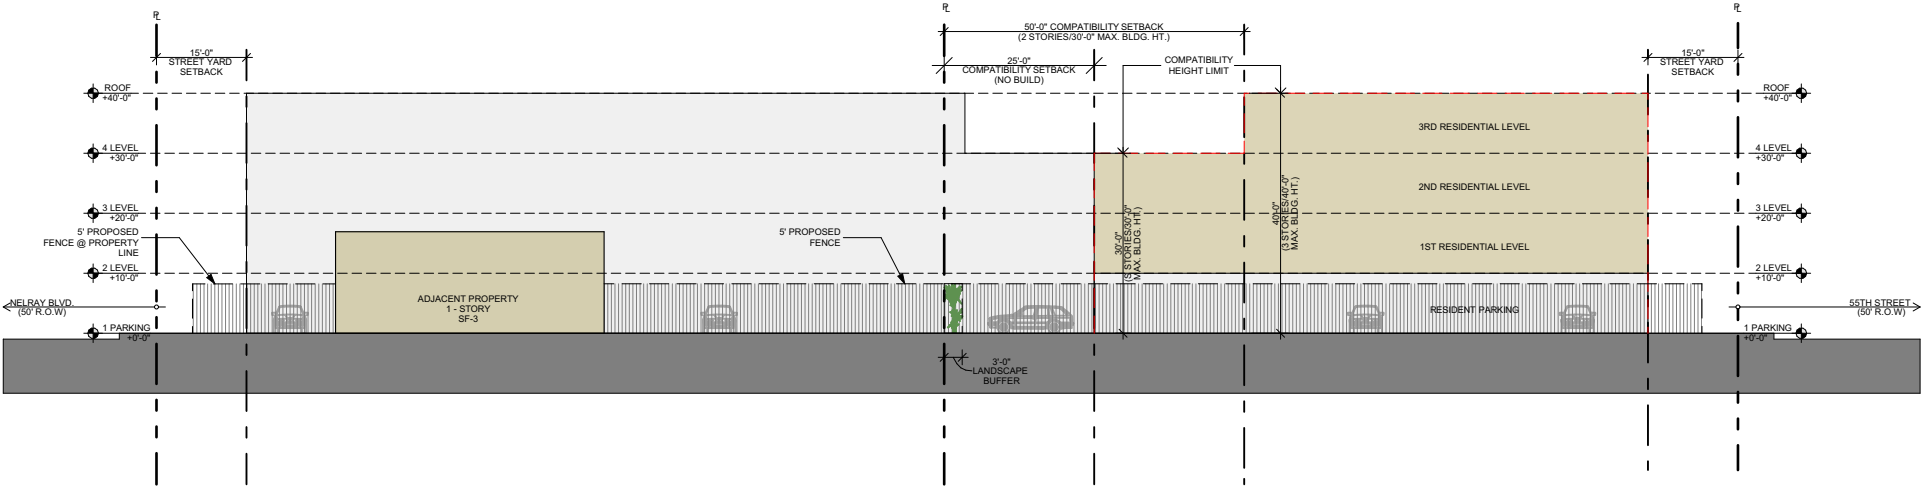 PL
PL
PL
50'-0" COMPATIBILITY SETBACK
(2 STORIES/30'-0" MAX. BLDG. HT.)
15'-0"
STREET YARD
SETBACK
25'-0"
COMPATIBILITY SETBACK
(NO BUILD)
COMPATIBILITY
HEIGHT LIMIT
15'-0"
STREET YARD
SETBACK
ROOF
+40'-0"
ROOF
+40'-0"
3RD RESIDENTIAL LEVEL
4 LEVEL
+30'-0"
4 LEVEL
+30'-0"
2ND RESIDENTIAL LEVEL
3 LEVEL
+20'-0"
3 LEVEL
+20'-0"
5' PROPOSED
FENCE @ PROPERTY
LINE
5' PROPOSED
FENCE
30'-0"
(S STORIES/30'-0"
MAX. BLDG. HT.)
40'-0"
(3 STORIES/40'-0"
MAX. BLDG. HT.)
1ST RESIDENTIAL LEVEL
2 LEVEL
+10'-0"
2 LEVEL
+10'-0"
NELRAY BLVD.
(50' R.O.W)
ADJACENT PROPERTY
1 - STORY
SF-3
RESIDENT PARKING
55TH STREET
(50' R.O.W)
1 PARKING
+0'-0"
1 PARKING
+0'-0"
3'-0"
LANDSCAPE
BUFFER